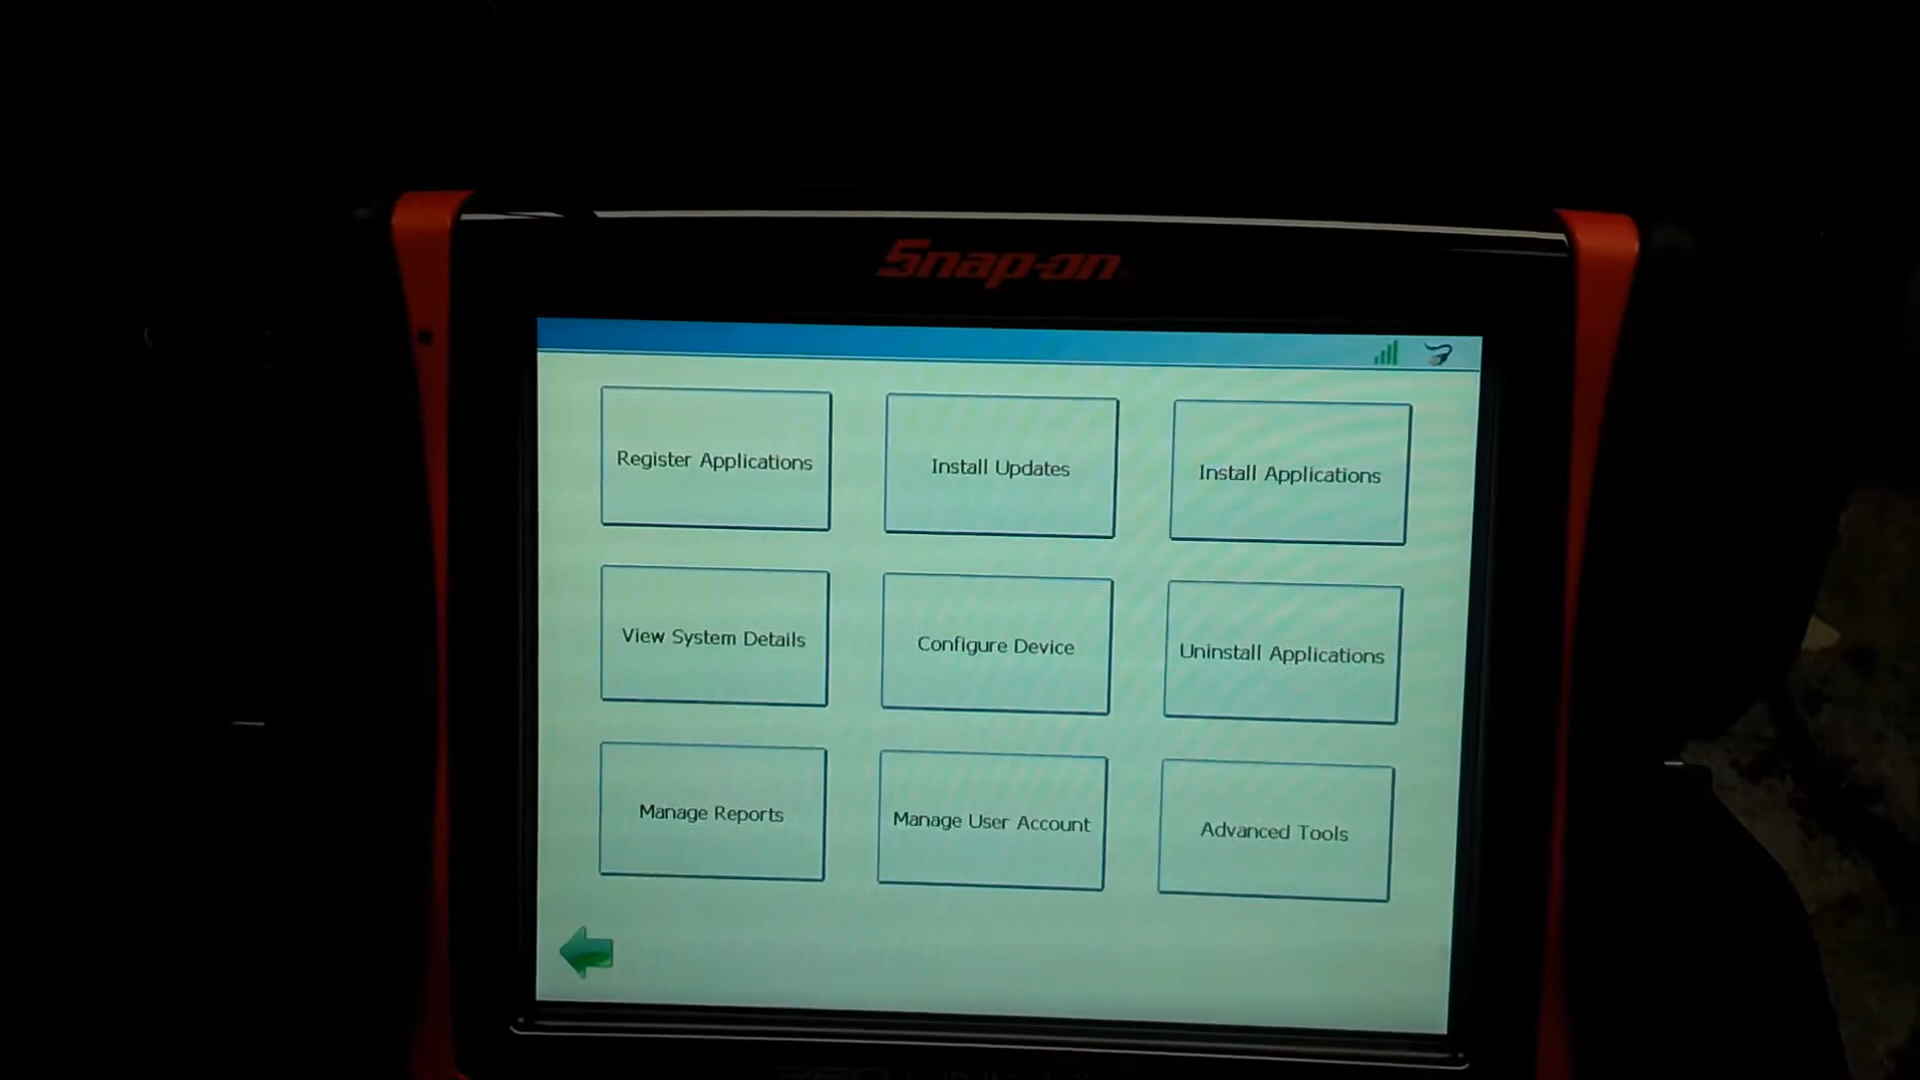 Snap-on
Register Applications
Install Updates
Install Applications
View System Details
Configure Device
Uninstall Applications
Manage Reports
Manage User Account
Advanced Tools